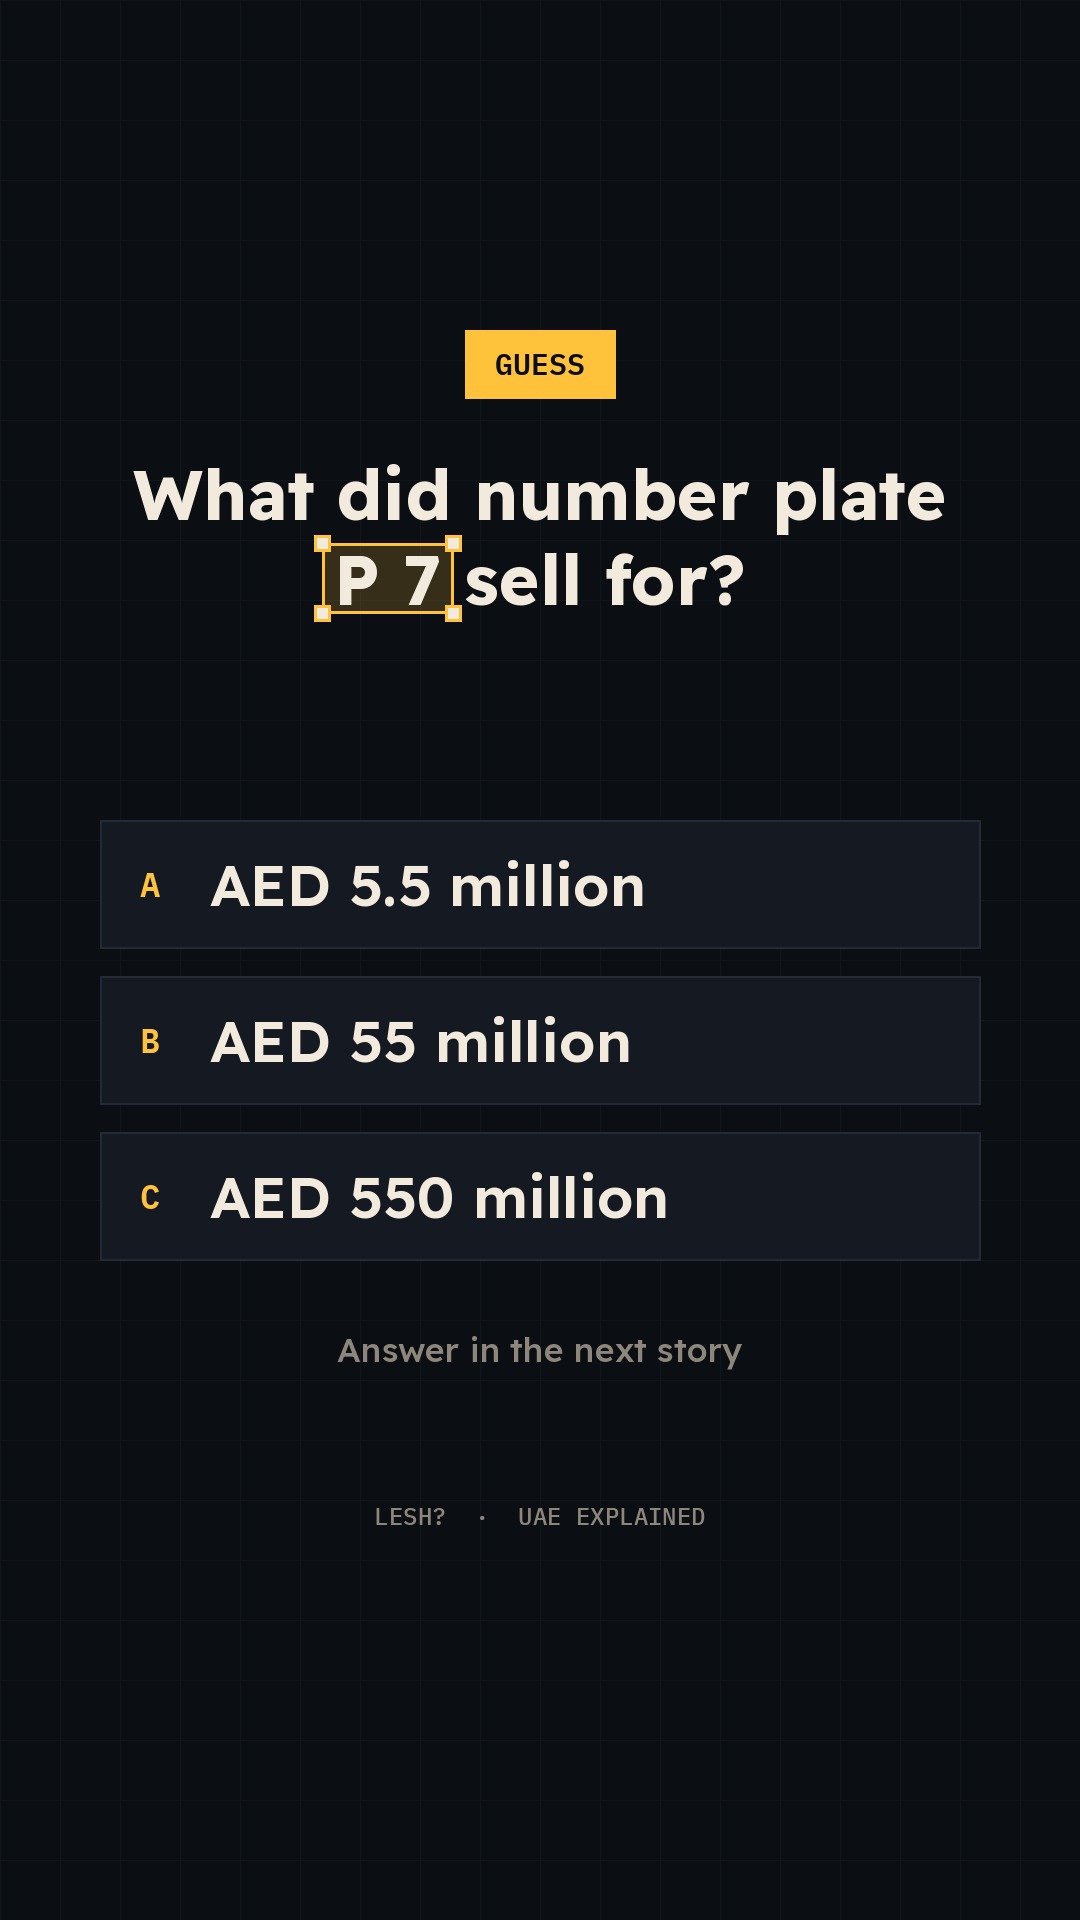 GUESS
What did number plate
P 7 sell for?
A AED 5.5 million
B AED 55 million
C AED 550 million
Answer in the next story
LESH? · UAE EXPLAINED